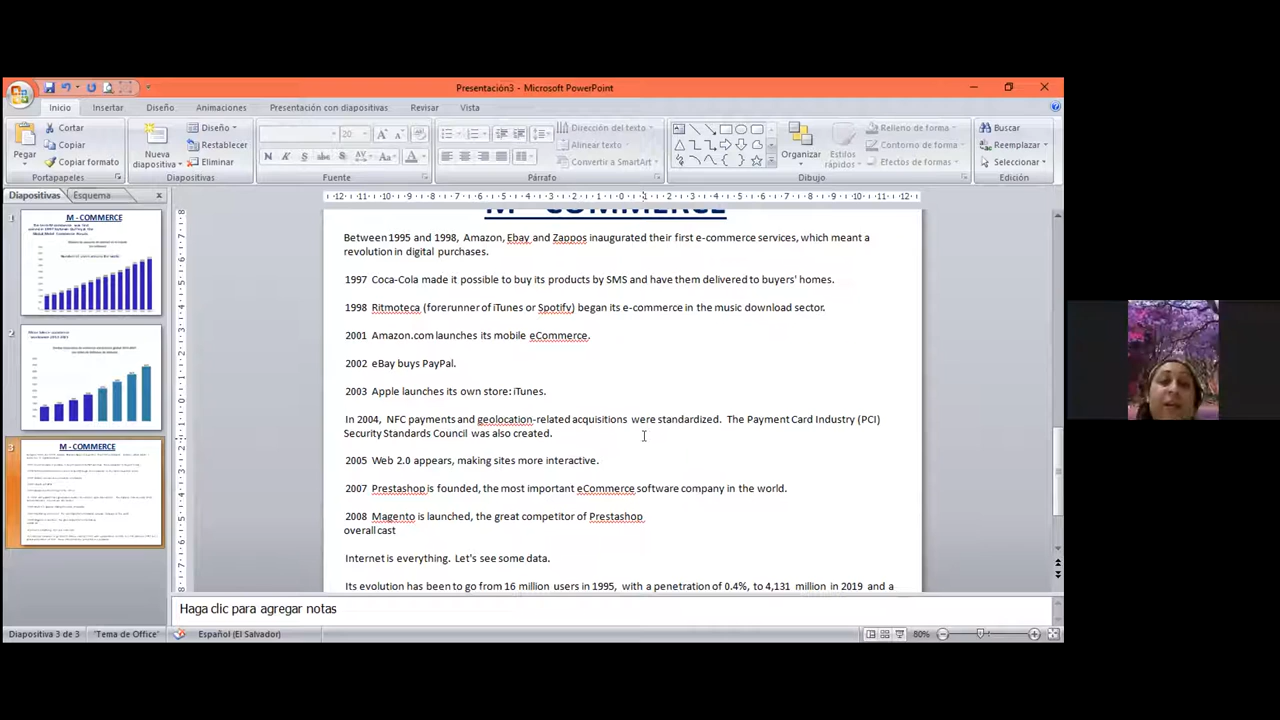 Presentación3 - Microsoft PowerPoint
Inicio Insertar Diseño Animaciones Presentación con diapositivas Revisar Vista
Pegar
Cortar
Copiar
Copiar formato
Portapapeles
Nueva diapositiva
Diseño
Restablecer
Eliminar
Diapositivas
20
Fuente
Párrafo
Dirección del texto
Alinear texto
Convertir a SmartArt
Organizar
Estilos rápidos
Relleno de forma
Contorno de forma
Efectos de formas
Dibujo
Buscar
Reemplazar
Seleccionar
Edición
Diapositivas Esquema
1
M - COMMERCE
2
3
M - COMMERCE
M - COMMERCE
Between 1995 and 1998, Amazon, Ebay and Zappos inaugurated their first e-commerce services, which meant a
revolution in digital purchases.
1997 Coca-Cola made it possible to buy its products by SMS and have them delivered to buyers' homes.
1998 Ritmoteca (forerunner of iTunes or Spotify) began its e-commerce in the music download sector.
2001 Amazon.com launches its mobile eCommerce.
2002 eBay buys PayPal.
2003 Apple launches its own store: iTunes.
In 2004, NFC payments and geolocation-related acquisitions were standardized. The Payment Card Industry (PCI)
Security Standards Council was also created.
Web 2.0 appears, much simpler and interactive.
2007 Prestashop is founded, most important eCommerce software company in the world.
2008 Magento is launched, the great competitor of Prestashop
Overall cast
Internet is everything. Let's see some data.
Its evolution has been to go from 16 million users in 1995, with a penetration of 0.4%, to 4,131 million in 2019 and a
Haga clic para agregar notas
Diapositiva 3 de 3 "Tema de Office" Español (El Salvador) 80%